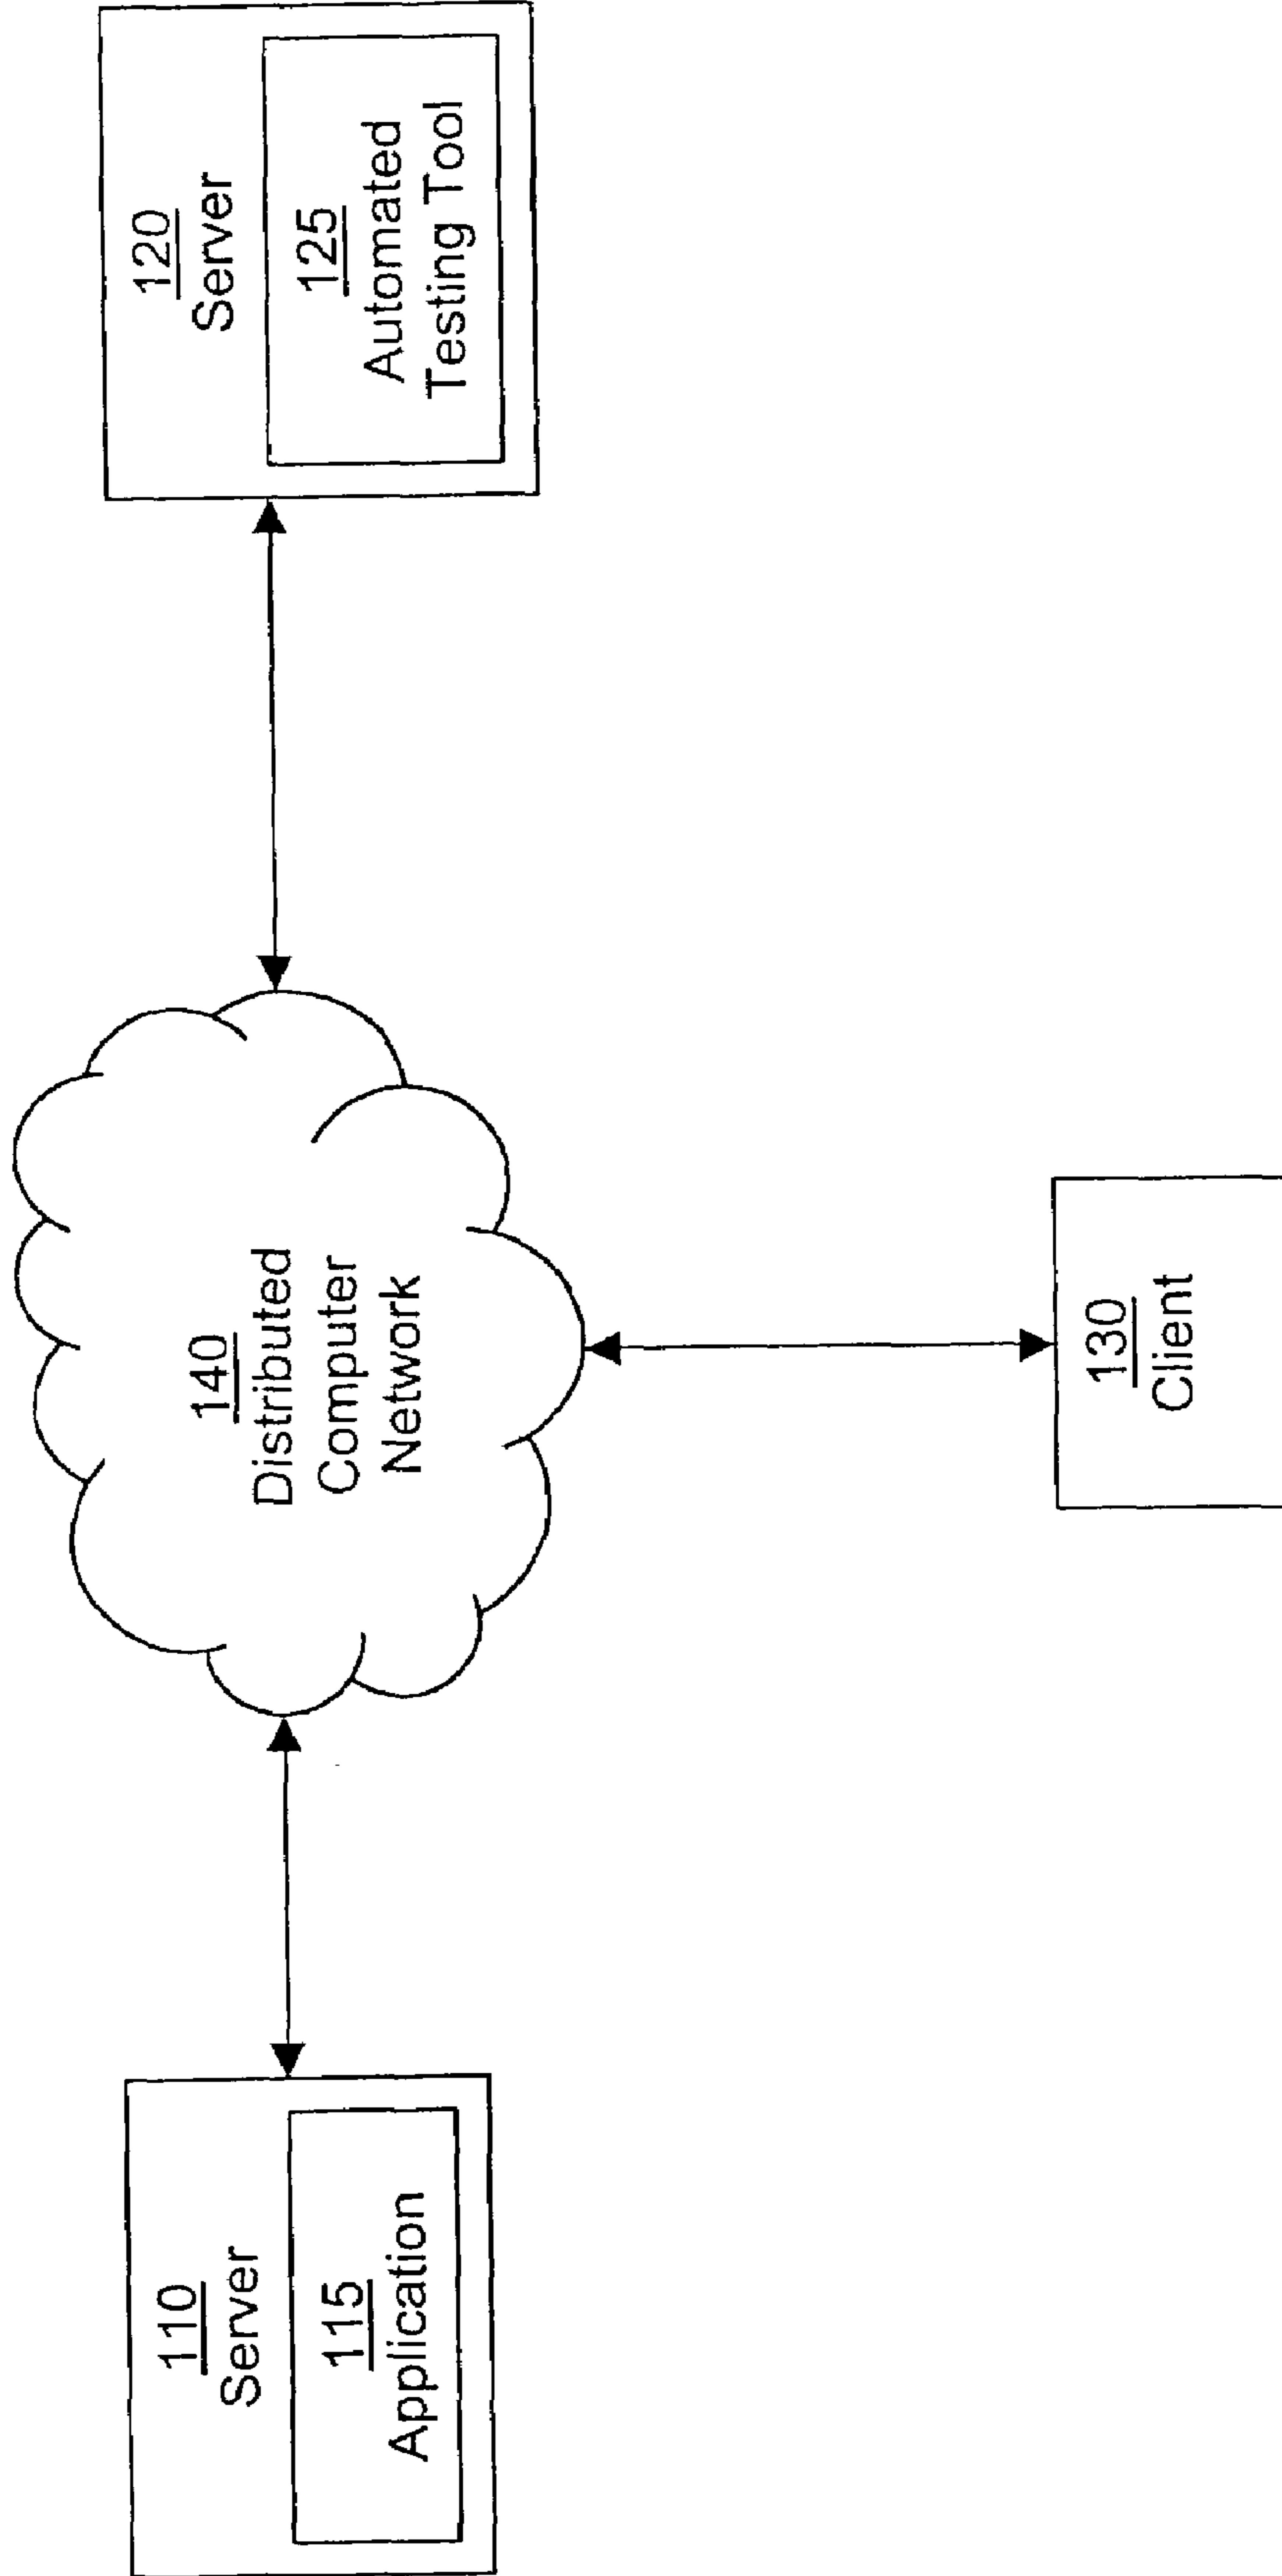 110
Server
115
Application
140
Distributed
Computer
Network
120
Server
125
Automated
Testing Tool
130
Client